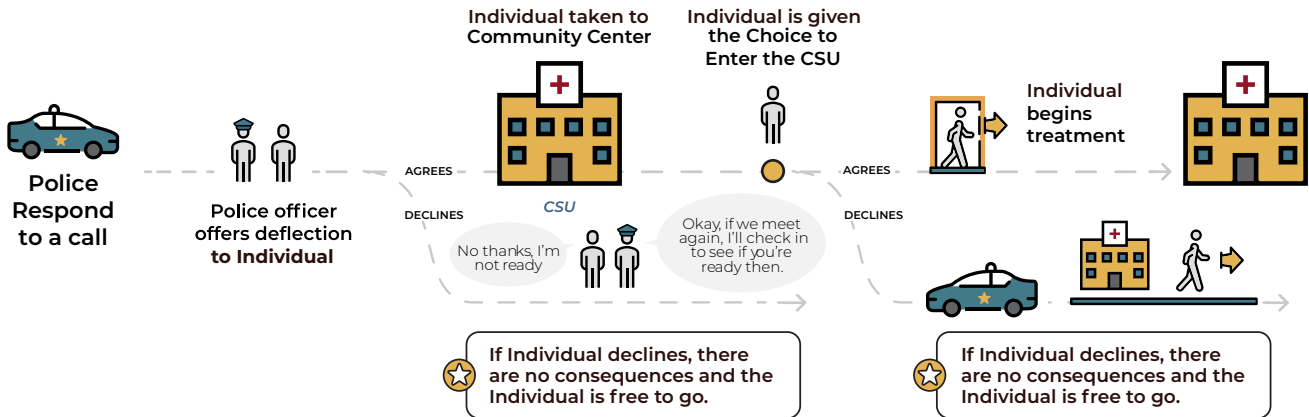 Police
Respond
to a call
Police officer
offers deflection
to Individual
AGREES
DECLINES
Individual taken to
Community Center
CSU
No thanks, I'm
not ready
Okay, if we meet
again, I'll check in
to see if you're
ready then.
If Individual declines, there
are no consequences and the
Individual is free to go.
Individual is given
the Choice to
Enter the CSU
AGREES
DECLINES
Individual
begins
treatment
If Individual declines, there
are no consequences and the
Individual is free to go.